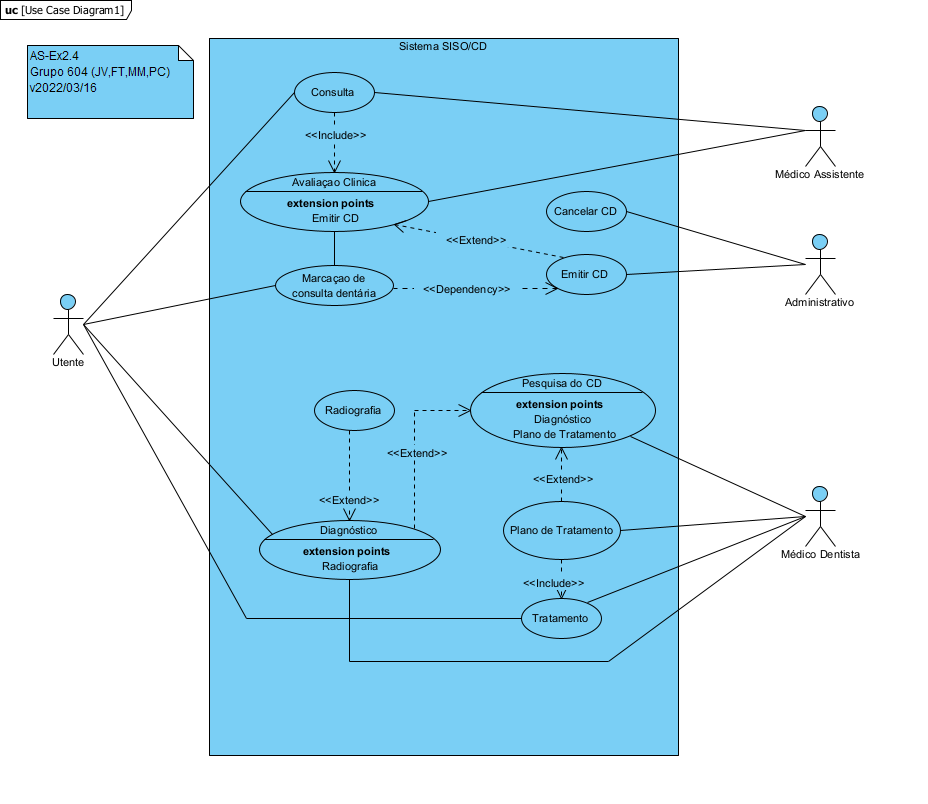 uc [Use Case Diagram1]
Sistema SISO/CD
AS-Ex2.4
Grupo 604 (JV,FT,MM,PC)
v2022/03/16
Consulta
<<Include>>
Médico Assistente
Avaliaçao Clinica
extension points
Emitir CD
Cancelar CD
<<Extend>>
Emitir CD
Marcaçao de
consulta dentária
<<Dependency>>
Administrativo
Utente
Pesquisa do CD
extension points
Diagnóstico
Plano de Tratamento
Radiografia
<<Extend>>
<<Extend>>
<<Extend>>
Diagnóstico
extension points
Radiografia
Plano de Tratamento
Médico Dentista
<<Include>>
Tratamento